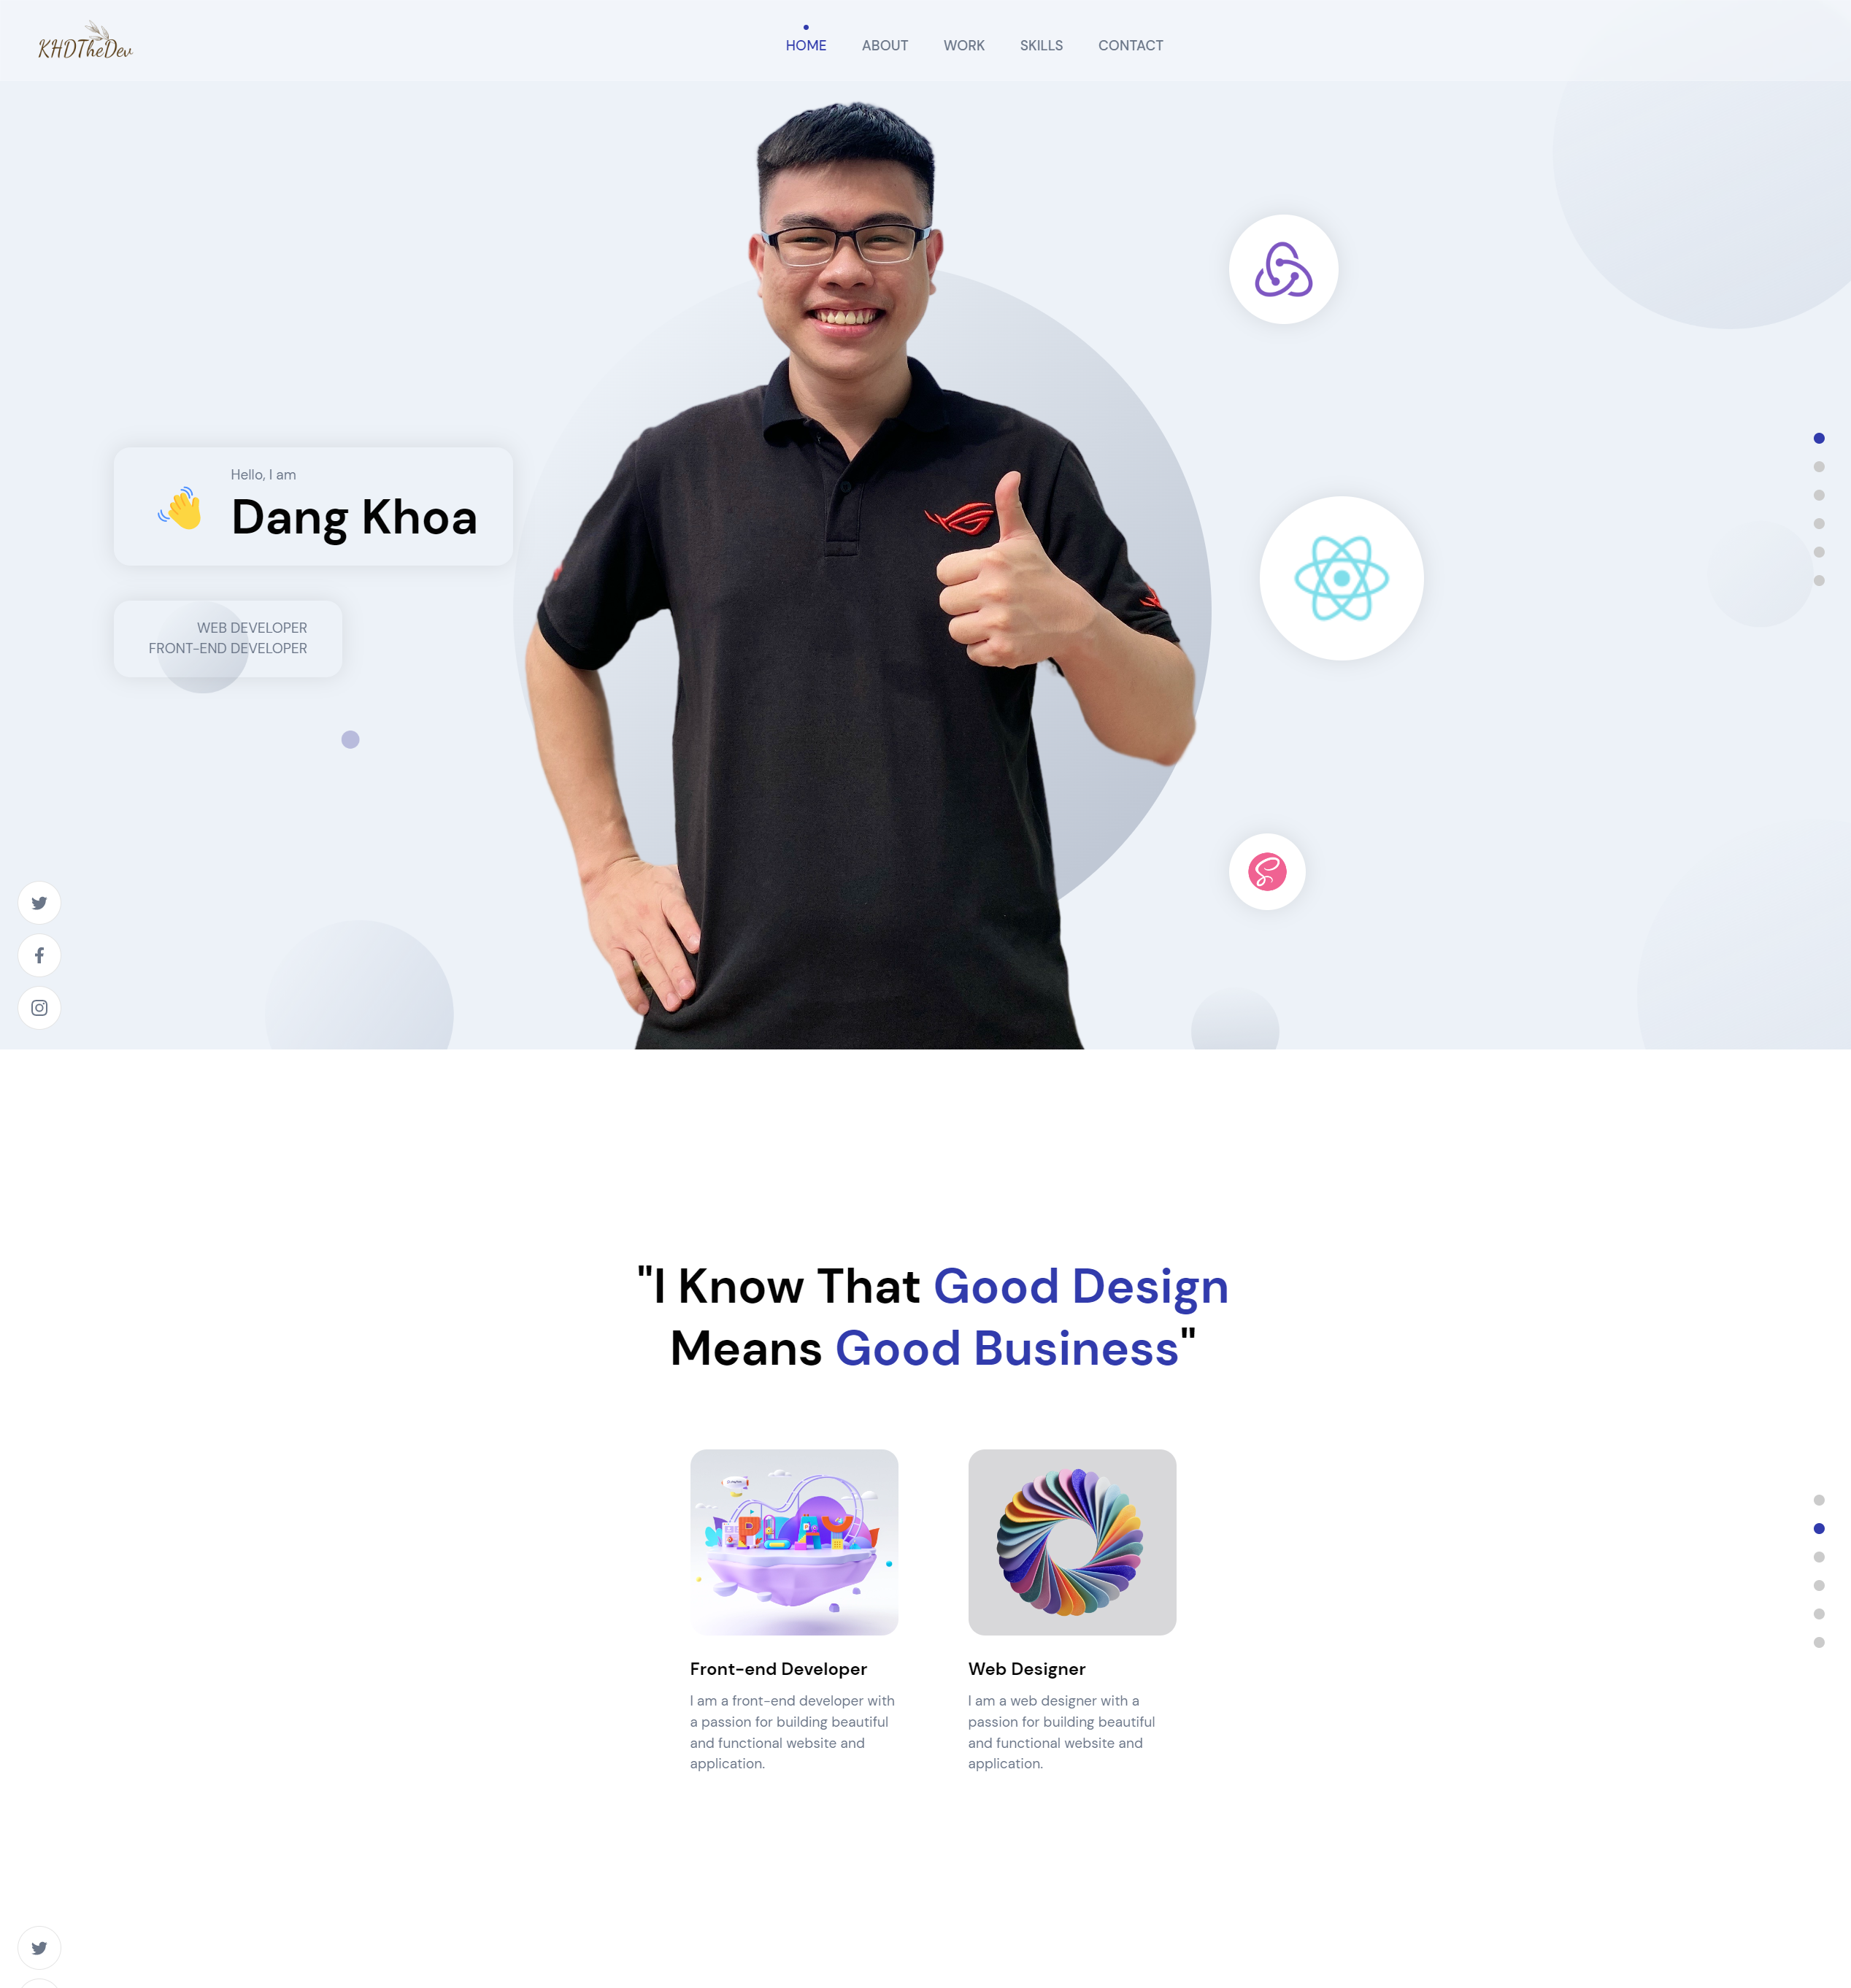 KHDTheDev
HOME ABOUT WORK SKILLS CONTACT
Hello, I am
Dang Khoa
WEB DEVELOPER
FRONT-END DEVELOPER
"I Know That Good Design
Means Good Business"
Front-end Developer
I am a front-end developer with
a passion for building beautiful
and functional website and
application.
Web Designer
I am a web designer with a
passion for building beautiful
and functional website and
application.